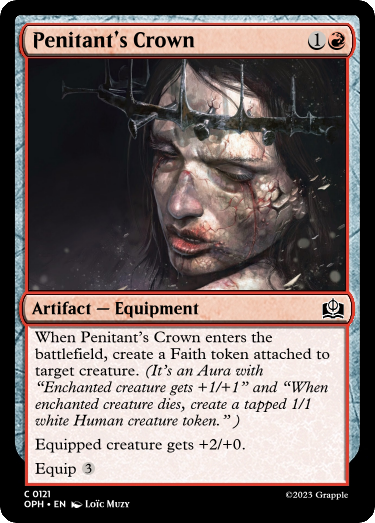 Penitant's Crown 1
Artifact — Equipment
When Penitant's Crown enters the
battlefield, create a Faith token attached to
target creature. (It's an Aura with
"Enchanted creature gets +1/+1" and "When
enchanted creature dies, create a tapped 1/1
white Human creature token." )
Equipped creature gets +2/+0.
Equip 3
C 0121
OPH • EN Loïc Muzy
©2023 Grapple